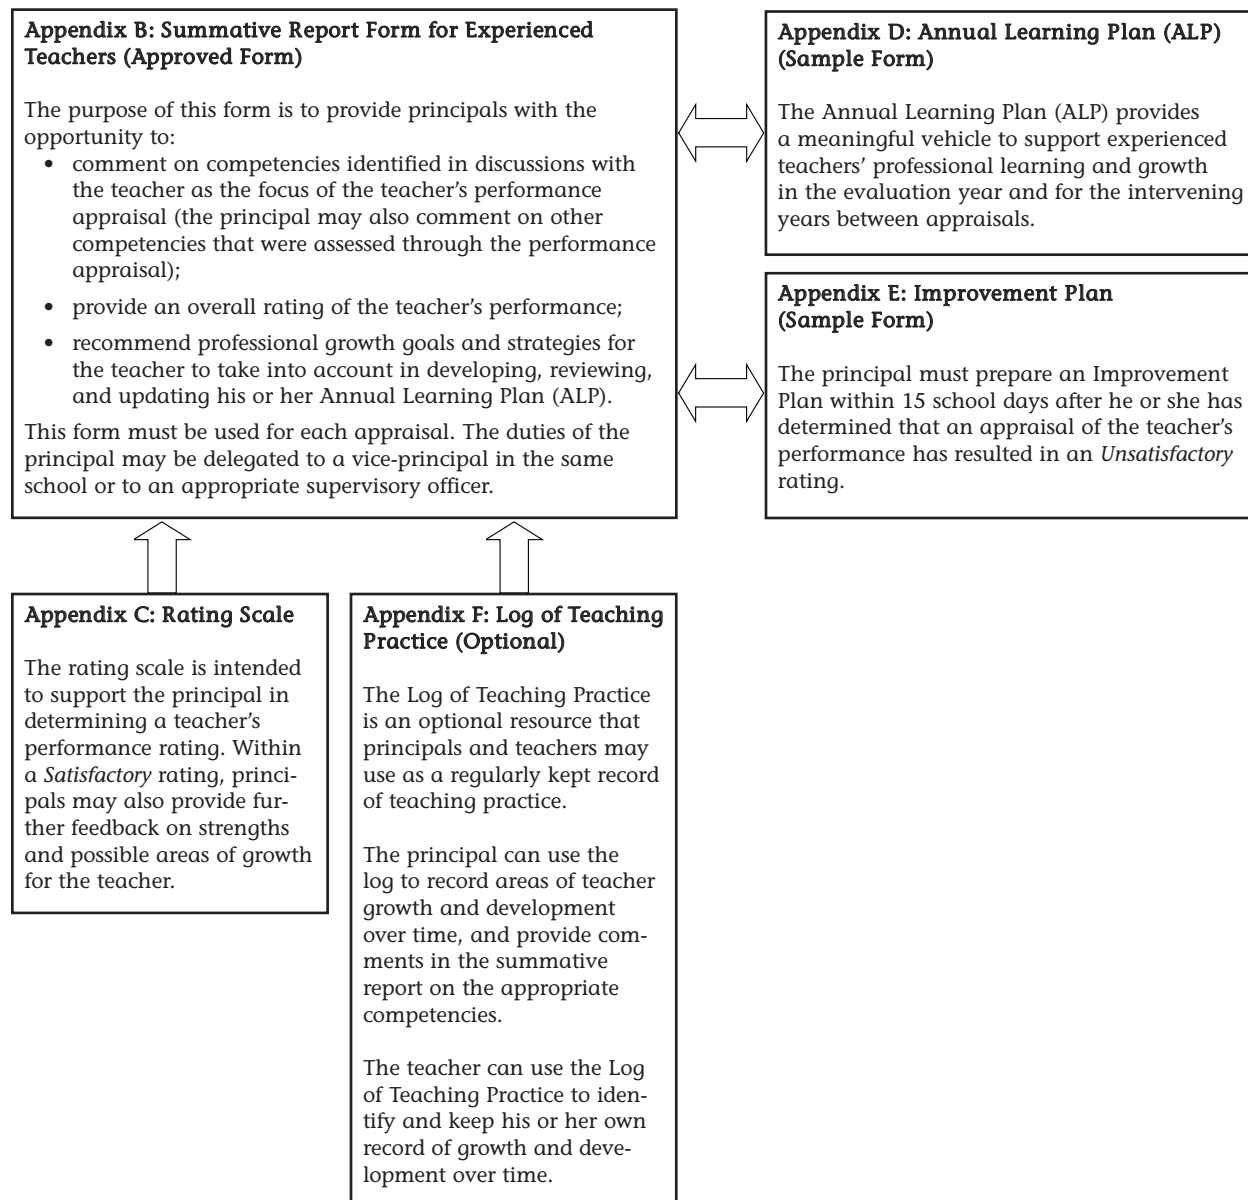 Appendix B: Summative Report Form for Experienced
Teachers (Approved Form)
The purpose of this form is to provide principals with the
opportunity to:
• comment on competencies identified in discussions with
the teacher as the focus of the teacher’s performance
appraisal (the principal may also comment on other
competencies that were assessed through the performance
appraisal);
• provide an overall rating of the teacher’s performance;
• recommend professional growth goals and strategies for
the teacher to take into account in developing, reviewing,
and updating his or her Annual Learning Plan (ALP).
This form must be used for each appraisal. The duties of the
principal may be delegated to a vice-principal in the same
school or to an appropriate supervisory officer.
Appendix D: Annual Learning Plan (ALP)
(Sample Form)
The Annual Learning Plan (ALP) provides
a meaningful vehicle to support experienced
teachers’ professional learning and growth
in the evaluation year and for the intervening
years between appraisals.
Appendix E: Improvement Plan
(Sample Form)
The principal must prepare an Improvement
Plan within 15 school days after he or she has
determined that an appraisal of the teacher’s
performance has resulted in an Unsatisfactory
rating.
Appendix C: Rating Scale
The rating scale is intended
to support the principal in
determining a teacher’s
performance rating. Within
a Satisfactory rating, princi-
pals may also provide fur-
ther feedback on strengths
and possible areas of growth
for the teacher.
Appendix F: Log of Teaching
Practice (Optional)
The Log of Teaching Practice
is an optional resource that
principals and teachers may
use as a regularly kept record
of teaching practice.
The principal can use the
log to record areas of teacher
growth and development
over time, and provide com-
ments in the summative
report on the appropriate
competencies.
The teacher can use the Log
of Teaching Practice to iden-
tify and keep his or her own
record of growth and deve-
lopment over time.